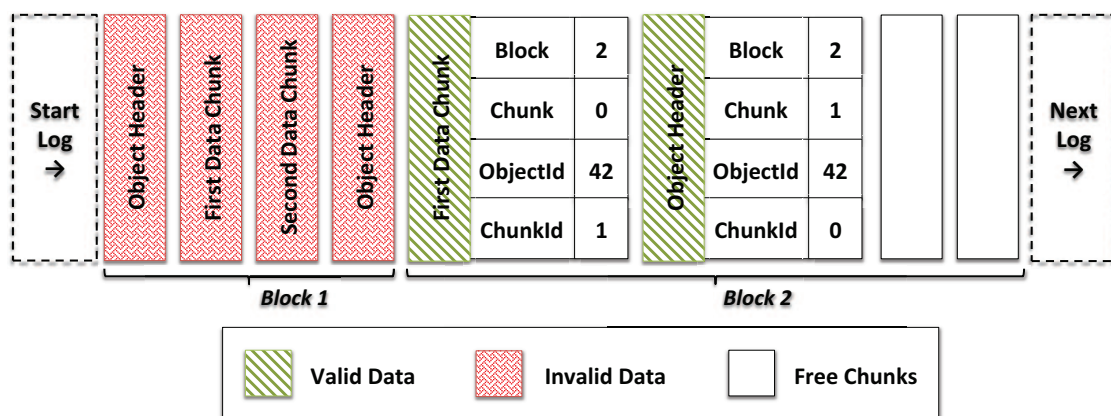 Start
Log
→
Object Header
First Data Chunk
Second Data Chunk
Object Header
First Data Chunk
Block 2
Chunk 0
ObjectId 42
ChunkId 1
Object Header
Block 2
Chunk 1
ObjectId 42
ChunkId 0
Next
Log
→
Block 1
Block 2
Valid Data
Invalid Data
Free Chunks